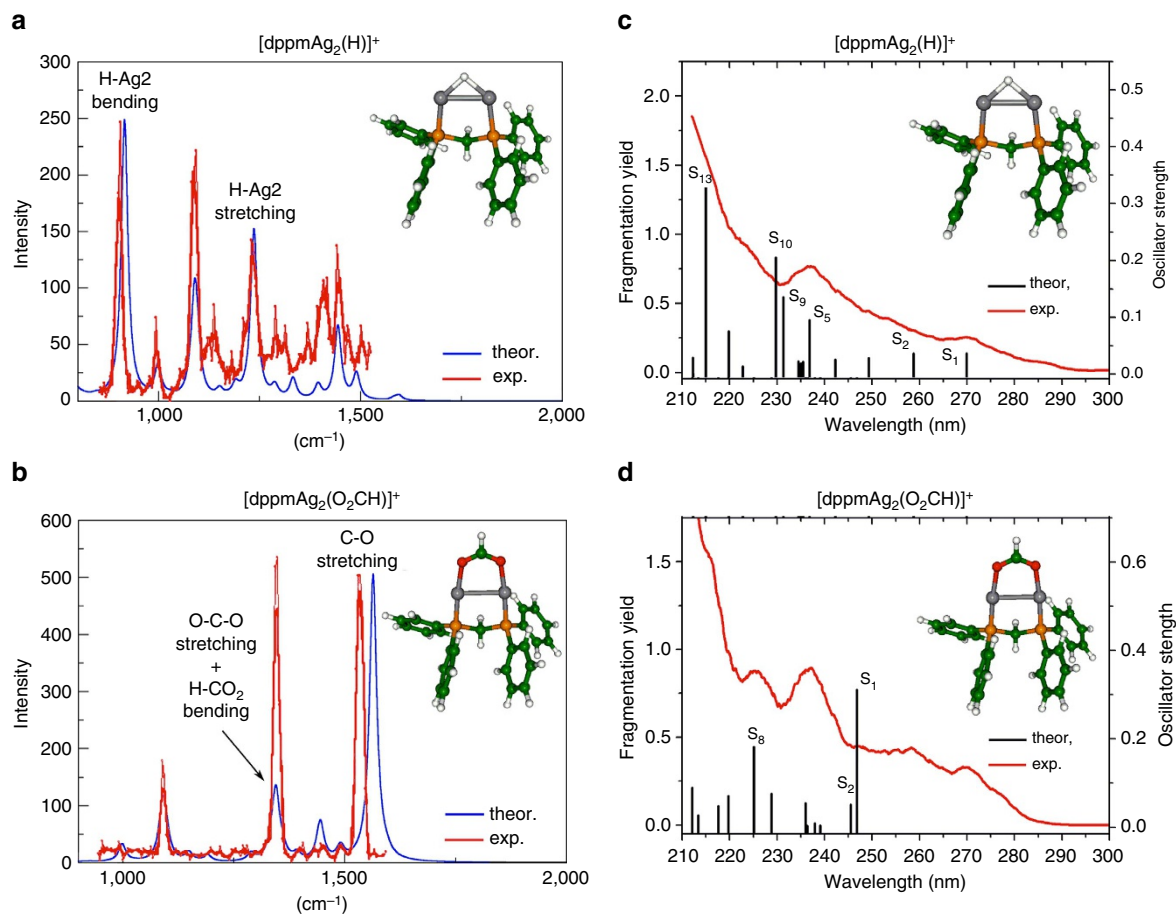 a
[dppmAg₂(H)]⁺
300
250
200
150
100
50
0
Intensity
H-Ag2
bending
H-Ag2
stretching
theor.
exp.
1,000
1,500
2,000
(cm⁻¹)
c
[dppmAg₂(H)]⁺
2.0
1.5
1.0
0.5
0.0
Fragmentation yield
S₁₃
S₁₀
S₉
S₅
S₂
S₁
theor,
exp.
0.5
0.4
0.3
0.2
0.1
0.0
Oscillator strength
210 220 230 240 250 260 270 280 290 300
Wavelength (nm)
b
[dppmAg₂(O₂CH)]⁺
600
500
400
300
200
100
0
Intensity
C-O
stretching
O-C-O
stretching
+
H-CO₂
bending
theor.
exp.
1,000
1,500
2,000
(cm⁻¹)
d
[dppmAg₂(O₂CH)]⁺
1.5
1.0
0.5
0.0
Fragmentation yield
S₈
S₂
S₁
theor,
exp.
0.6
0.4
0.2
0.0
Oscillator stength
210 220 230 240 250 260 270 280 290 300
Wavelength (nm)